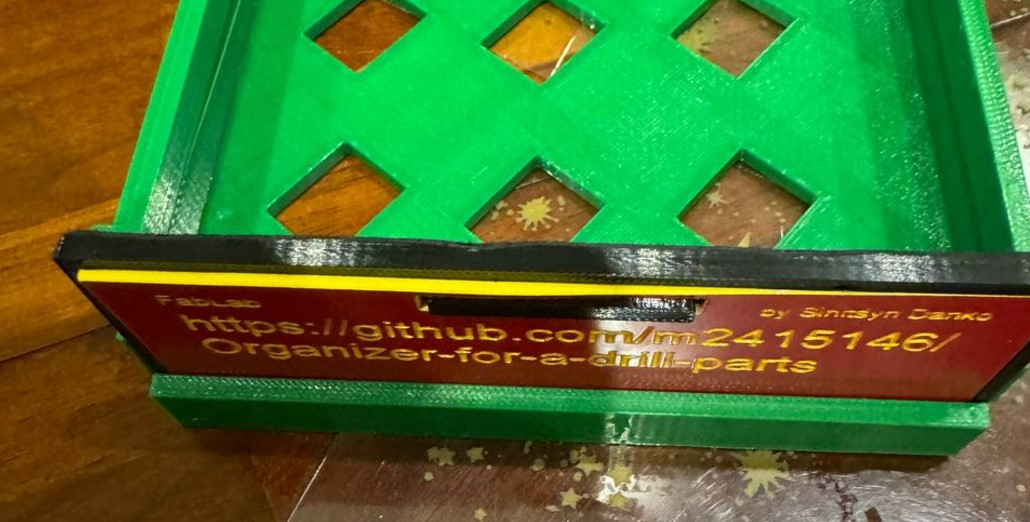 FabLab
by Sinitsyn Danko
https://github.com/m2415146/
Organizer-for-a-drill-parts